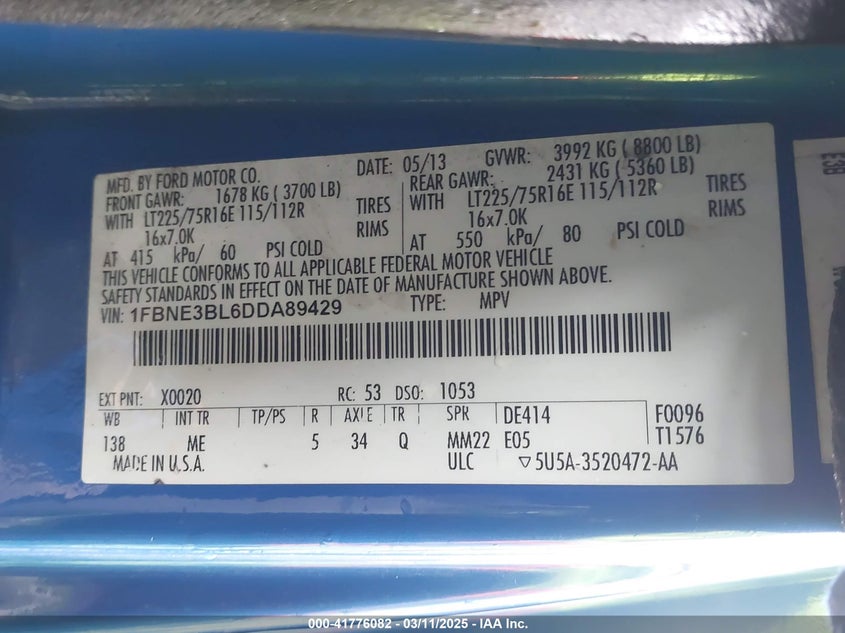 MFD. BY FORD MOTOR CO. DATE: 05/13 GVWR: 3992 KG ( 8800 LB)
FRONT GAWR: 1678 KG ( 3700 LB) REAR GAWR: 2431 KG ( 5360 LB)
WITH LT225/75R16E 115/112R TIRES WITH LT225/75R16E 115/112R TIRES
16x7.0K RIMS 16x7.0K RIMS
AT 415 kPa/ 60 PSI COLD AT 550 kPa/ 80 PSI COLD
THIS VEHICLE CONFORMS TO ALL APPLICABLE FEDERAL MOTOR VEHICLE
SAFETY STANDARDS IN EFFECT ON THE DATE OF MANUFACTURE SHOWN ABOVE.
VIN: 1FBNE3BL6DDA89429 TYPE: MPV
EXT PNT: X0020 RC: 53 DSO: 1053
WB INT TR TP/PS R AXLE TR SPR DE414 F0096
138 ME 5 34 Q MM22 E05 T1576
MADE IN U.S.A. ULC ▽5U5A-3520472-AA
E3B
000-41776082 - 03/11/2025 - IAA Inc.